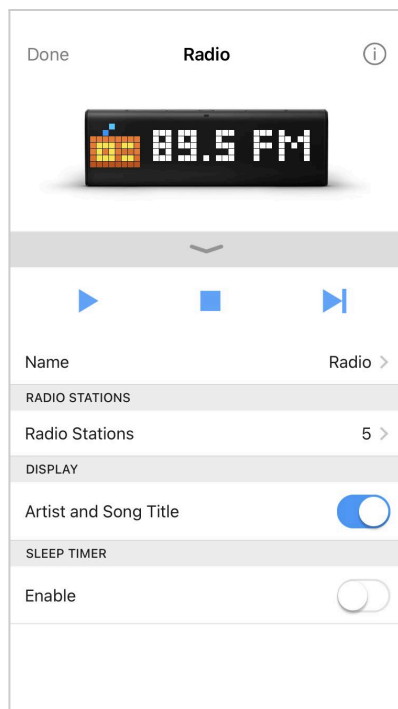 Done Radio i
89.5 FM
Name Radio
RADIO STATIONS
Radio Stations 5
DISPLAY
Artist and Song Title
SLEEP TIMER
Enable